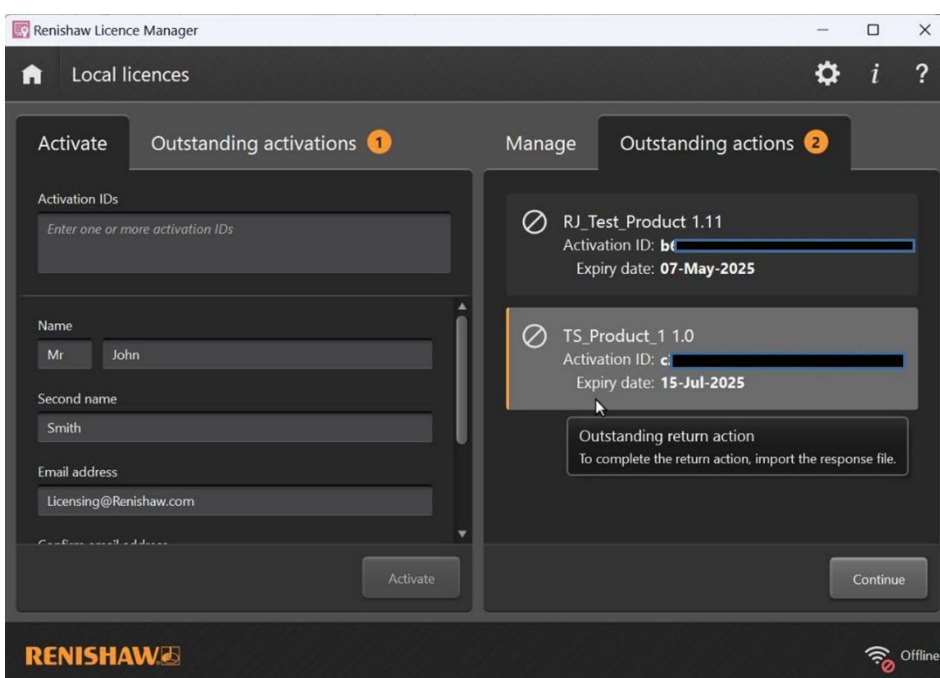 Renishaw Licence Manager
Local licences
i
?
Activate
Outstanding activations 1
Activation IDs
Enter one or more activation IDs
Name
Mr
John
Second name
Smith
Email address
Licensing@Renishaw.com
Confirm email address
Activate
Manage
Outstanding actions 2
RJ_Test_Product 1.11
Activation ID:
Expiry date: 07-May-2025
TS_Product_1 1.0
Activation ID:
Expiry date: 15-Jul-2025
Outstanding return action
To complete the return action, import the response file.
Continue
RENISHAW
Offline